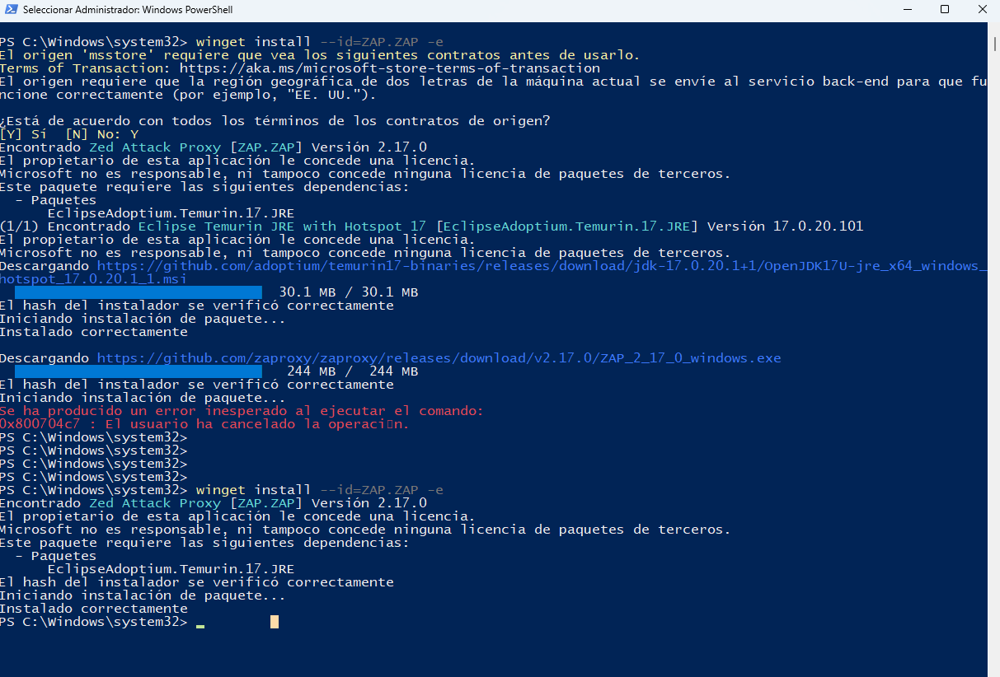 Seleccionar Administrador: Windows PowerShell
PS C:\Windows\system32> winget install --id=ZAP.ZAP -e
El origen 'msstore' requiere que vea los siguientes contratos antes de usarlo.
Terms of Transaction: https://aka.ms/microsoft-store-terms-of-transaction
El origen requiere que la región geográfica de dos letras de la máquina actual se envíe al servicio back-end para que fu
ncione correctamente (por ejemplo, "EE. UU.").
¿Está de acuerdo con todos los términos de los contratos de origen?
[Y] Sí  [N] No: Y
Encontrado Zed Attack Proxy [ZAP.ZAP] Versión 2.17.0
El propietario de esta aplicación le concede una licencia.
Microsoft no es responsable, ni tampoco concede ninguna licencia de paquetes de terceros.
Este paquete requiere las siguientes dependencias:
  - Paquetes
      EclipseAdoptium.Temurin.17.JRE
(1/1) Encontrado Eclipse Temurin JRE with Hotspot 17 [EclipseAdoptium.Temurin.17.JRE] Versión 17.0.20.101
El propietario de esta aplicación le concede una licencia.
Microsoft no es responsable, ni tampoco concede ninguna licencia de paquetes de terceros.
Descargando https://github.com/adoptium/temurin17-binaries/releases/download/jdk-17.0.20.1+1/OpenJDK17U-jre_x64_windows_
hotspot_17.0.20.1_1.msi
30.1 MB / 30.1 MB
El hash del instalador se verificó correctamente
Iniciando instalación de paquete...
Instalado correctamente
Descargando https://github.com/zaproxy/zaproxy/releases/download/v2.17.0/ZAP_2_17_0_windows.exe
244 MB /  244 MB
El hash del instalador se verificó correctamente
Iniciando instalación de paquete...
Se ha producido un error inesperado al ejecutar el comando:
0x800704c7 : El usuario ha cancelado la operaci▯n.
PS C:\Windows\system32>
PS C:\Windows\system32>
PS C:\Windows\system32>
PS C:\Windows\system32>
PS C:\Windows\system32> winget install --id=ZAP.ZAP -e
Encontrado Zed Attack Proxy [ZAP.ZAP] Versión 2.17.0
El propietario de esta aplicación le concede una licencia.
Microsoft no es responsable, ni tampoco concede ninguna licencia de paquetes de terceros.
Este paquete requiere las siguientes dependencias:
  - Paquetes
      EclipseAdoptium.Temurin.17.JRE
El hash del instalador se verificó correctamente
Iniciando instalación de paquete...
Instalado correctamente
PS C:\Windows\system32>